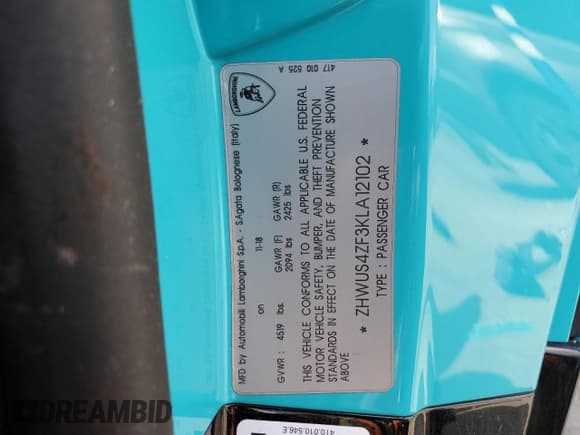 417 010 525 A
LAMBORGHINI
MFD by Automobili Lamborghini S.p.A. - S.Agata Bolognese (Italy)
on 11-18
GAWR (F) GAWR (R)
GVWR : 4519 lbs. 2094 lbs 2425 lbs
THIS VEHICLE CONFORMS TO ALL APPLICABLE U.S. FEDERAL
MOTOR VEHICLE SAFETY, BUMPER, AND THEFT PREVENTION
STANDARDS IN EFFECT ON THE DATE OF MANUFACTURE SHOWN
ABOVE
* ZHWUS4ZF3KLA12102 *
TYPE : PASSENGER CAR
410.010.546.E
DREAMBID